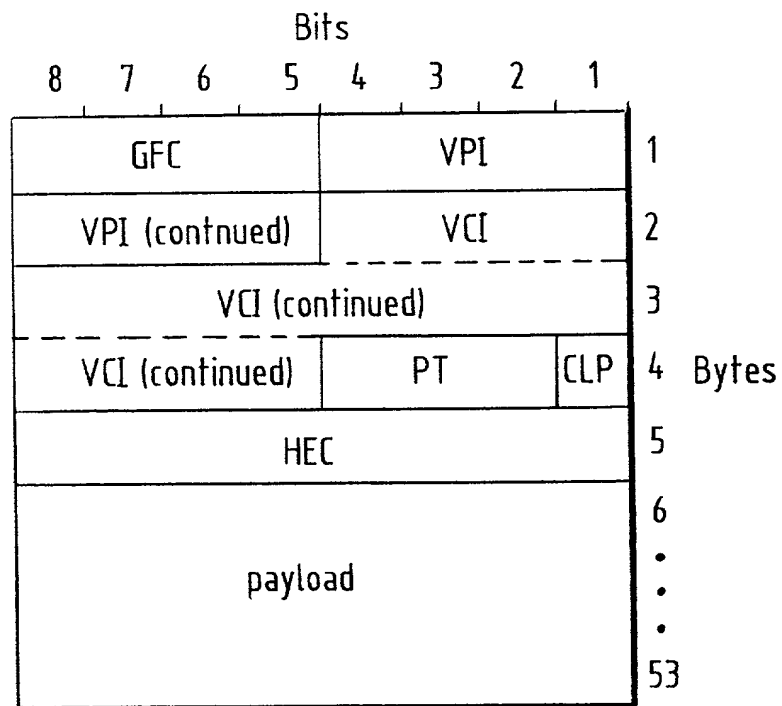 Bits
8 7 6 5 4 3 2 1
GFC VPI 1
VPI (contnued) VCI 2
VCI (continued) 3
VCI (continued) PT CLP 4 Bytes
HEC 5
6
payload
53